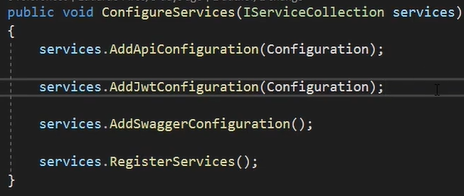 public void ConfigureServices(IServiceCollection services)
{
services.AddApiConfiguration(Configuration);
services.AddJwtConfiguration(Configuration);
services.AddSwaggerConfiguration();
services.RegisterServices();
}